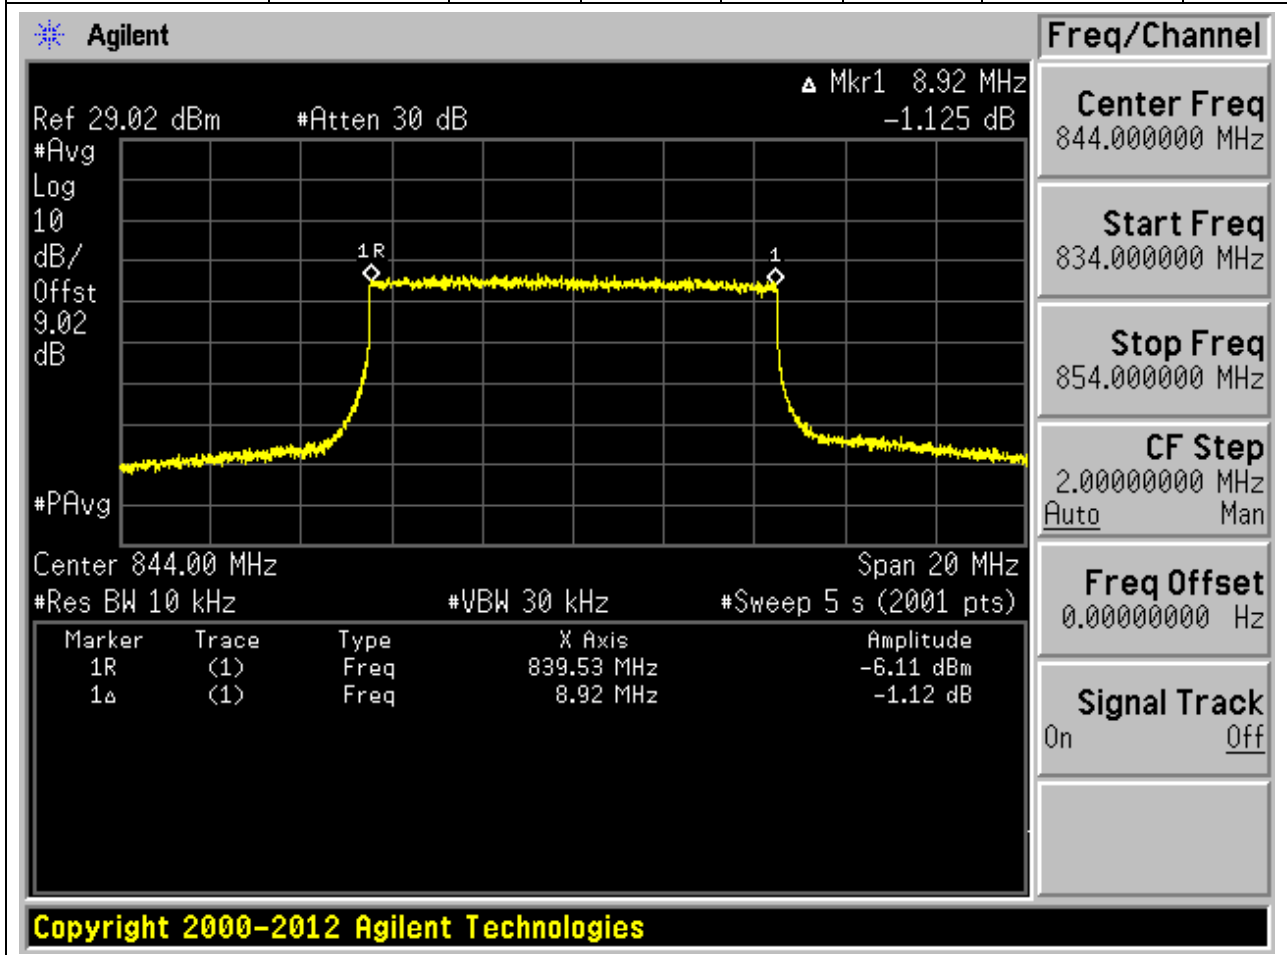 Agilent
Freq/Channel
Δ Mkr1 8.92 MHz
Ref 29.02 dBm #Atten 30 dB −1.125 dB
#Avg
Log
10
dB/
Offst
9.02
dB
1R
1
#PAvg
Center 844.00 MHz Span 20 MHz
#Res BW 10 kHz #VBW 30 kHz #Sweep 5 s (2001 pts)
Marker Trace Type X Axis Amplitude
1R (1) Freq 839.53 MHz −6.11 dBm
1Δ (1) Freq 8.92 MHz −1.12 dB
Center Freq
844.000000 MHz
Start Freq
834.000000 MHz
Stop Freq
854.000000 MHz
CF Step
2.00000000 MHz
Auto Man
Freq Offset
0.00000000 Hz
Signal Track
On Off
Copyright 2000–2012 Agilent Technologies